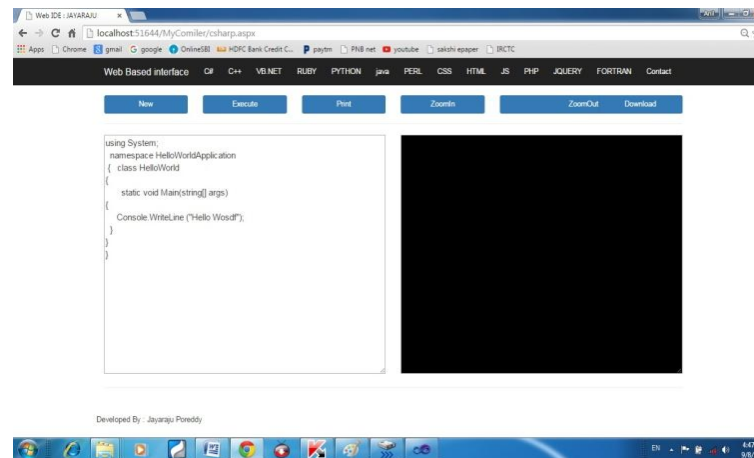 Web IDE : JAYARAJU
localhost:51644/MyComiler/csharp.aspx
Apps Chrome gmail google OnlineSBI HDFC Bank Credit C... paytm PNB net youtube sakshi epaper IRCTC
Web Based interface C# C++ VB.NET RUBY PYTHON java PERL CSS HTML JS PHP JQUERY FORTRAN Contact
New Execute Print ZoomIn ZoomOut Download
using System;
namespace HelloWorldApplication
{ class HelloWorld
{
static void Main(string[] args)
{
Console.WriteLine ("Hello Wosdf");
}
}
}
Developed By : Jayaraju Poreddy
EN 4:47